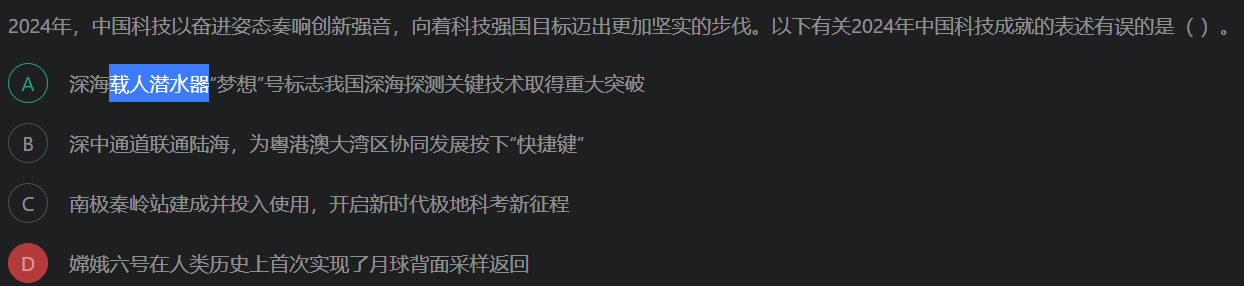 2024年，中国科技以奋进姿态奏响创新强音，向着科技强国目标迈出更加坚实的步伐。以下有关2024年中国科技成就的表述有误的是（ ）。
A 深海载人潜水器“梦想”号标志我国深海探测关键技术取得重大突破
B 深中通道联通陆海，为粤港澳大湾区协同发展按下“快捷键”
C 南极秦岭站建成并投入使用，开启新时代极地科考新征程
D 嫦娥六号在人类历史上首次实现了月球背面采样返回